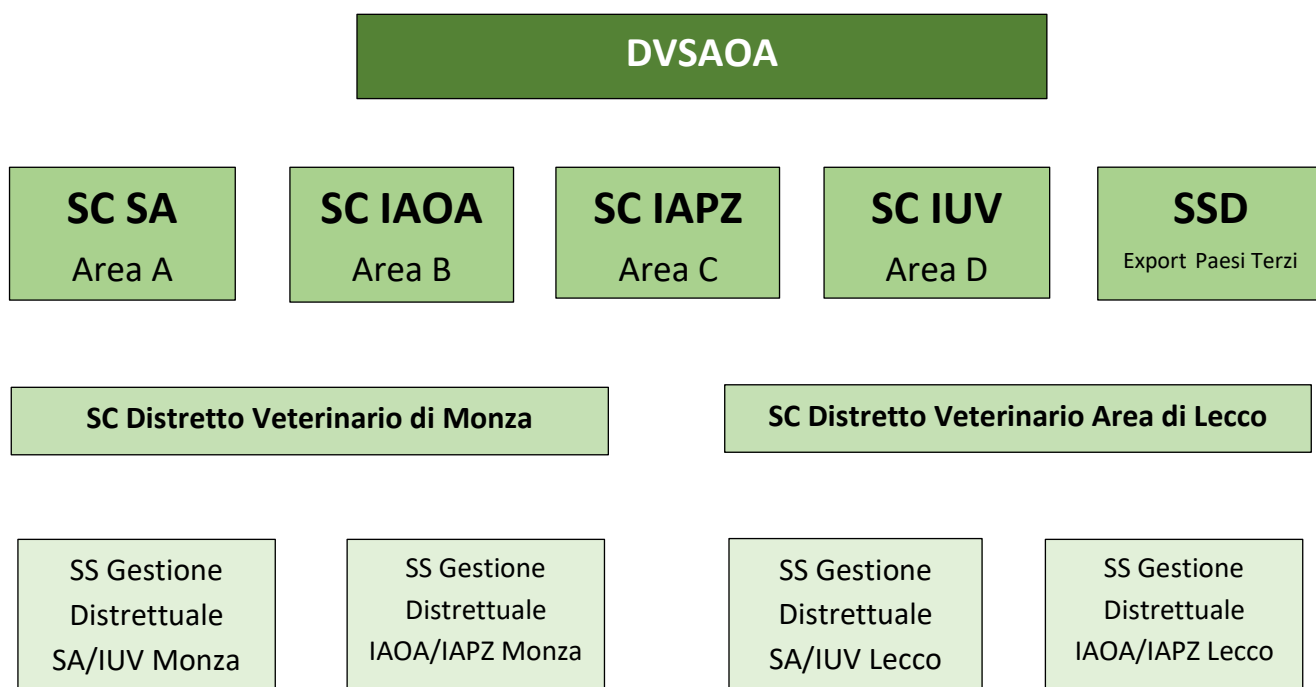 DVSAOA
SC SA
Area A
SC IAOA
Area B
SC IAPZ
Area C
SC IUV
Area D
SSD
Export Paesi Terzi
SC Distretto Veterinario di Monza
SC Distretto Veterinario Area di Lecco
SS Gestione
Distrettuale
SA/IUV Monza
SS Gestione
Distrettuale
IAOA/IAPZ Monza
SS Gestione
Distrettuale
SA/IUV Lecco
SS Gestione
Distrettuale
IAOA/IAPZ Lecco